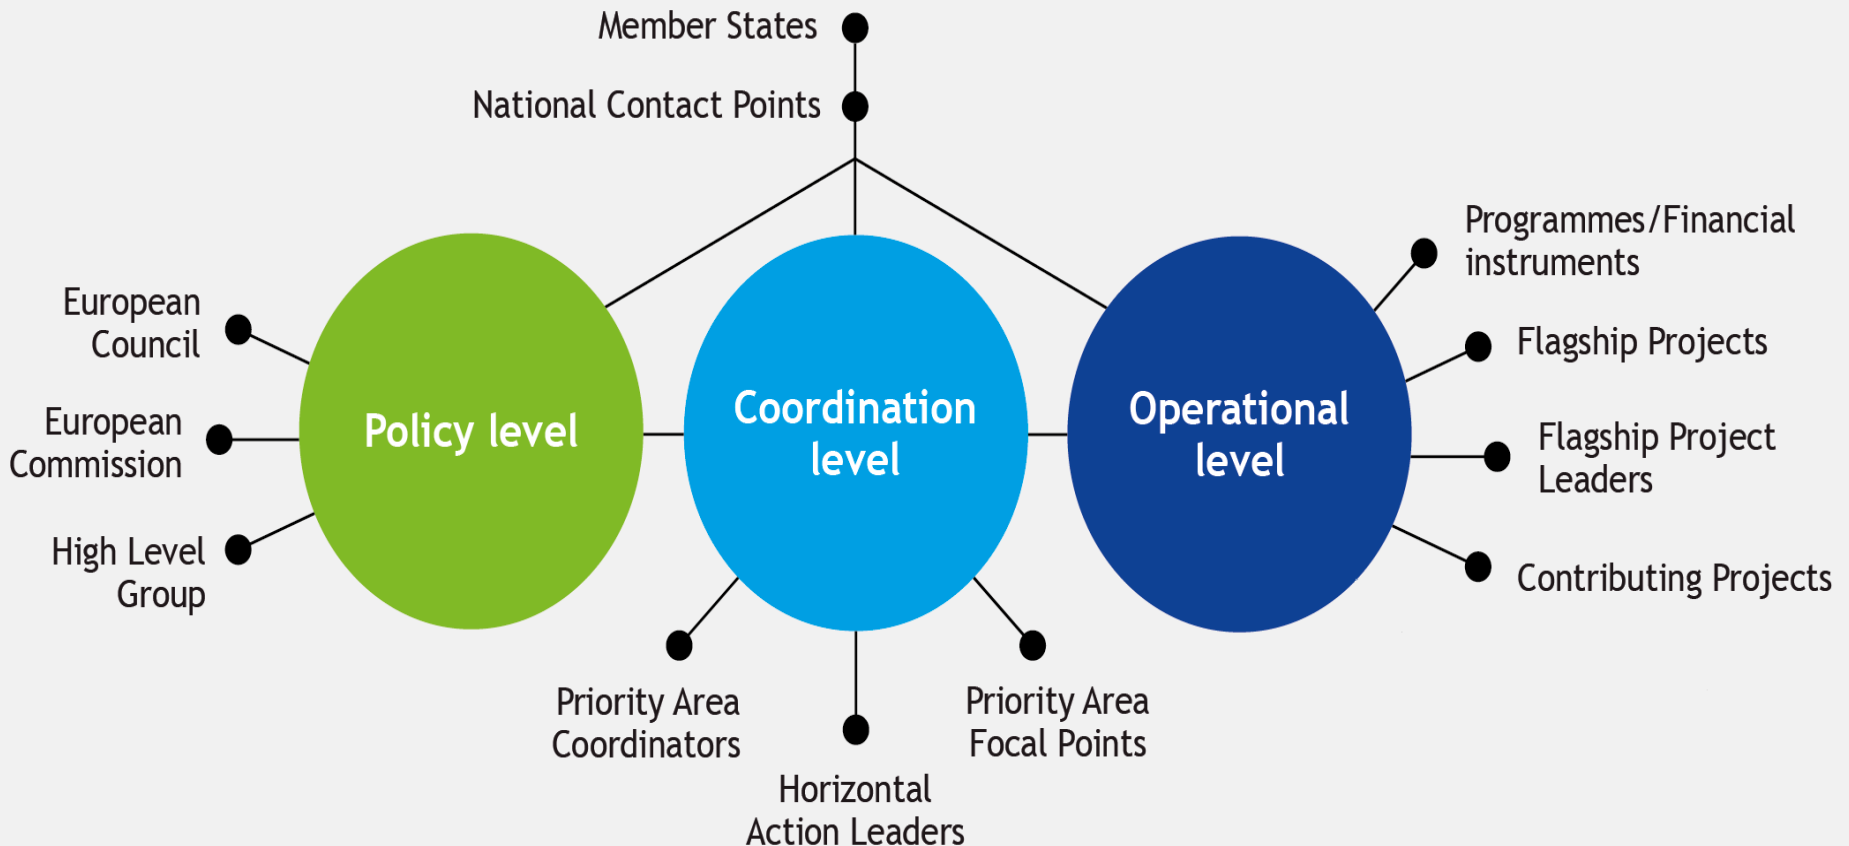 Member States
National Contact Points
European
Council
European
Commission
High Level
Group
Policy level
Coordination
level
Operational
level
Programmes/Financial
instruments
Flagship Projects
Flagship Project
Leaders
Contributing Projects
Priority Area
Coordinators
Horizontal
Action Leaders
Priority Area
Focal Points